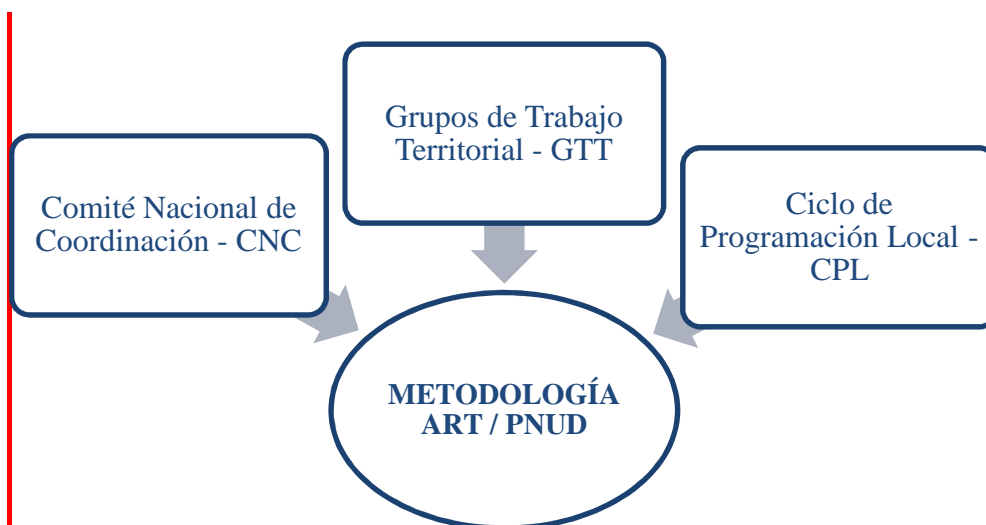 Grupos de Trabajo
Territorial - GTT
Comité Nacional de
Coordinación - CNC
Ciclo de
Programación Local -
CPL
METODOLOGÍA
ART / PNUD